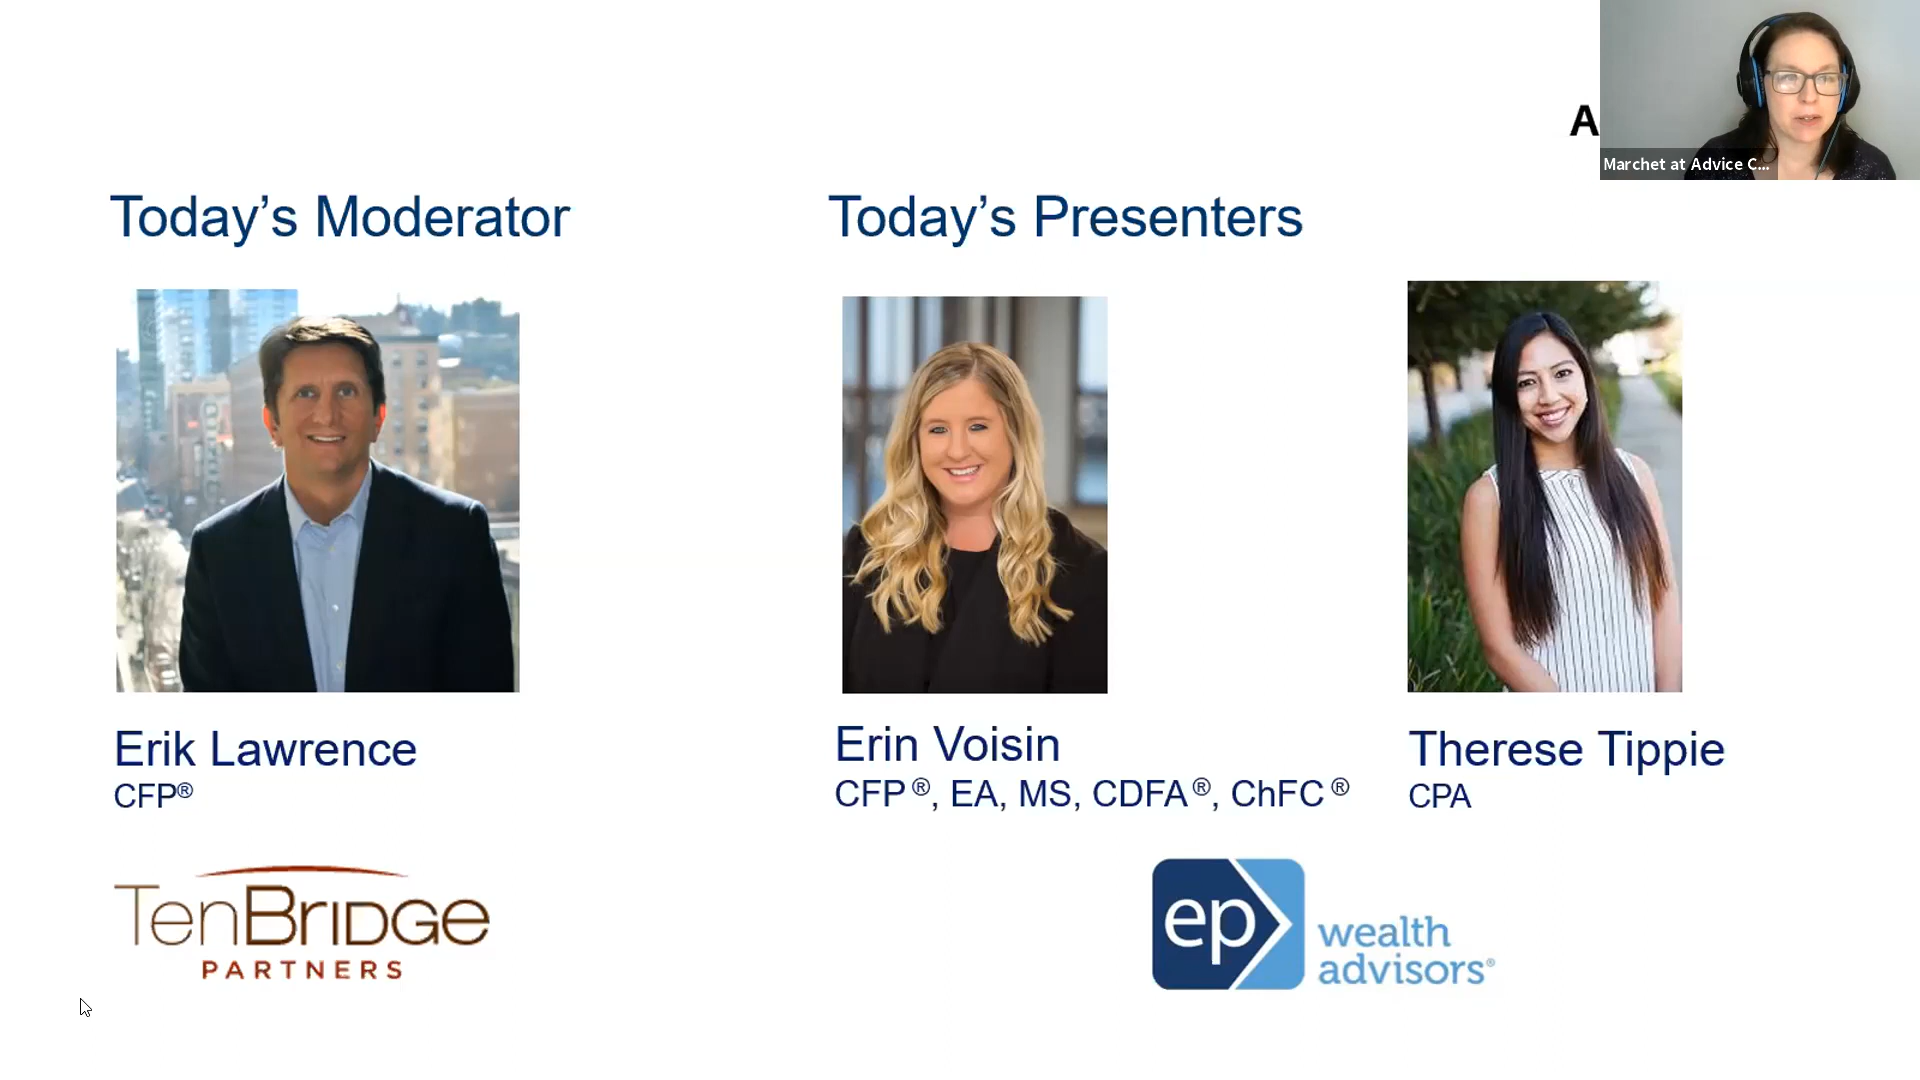 A
Marchet at Advice C...
Today’s Moderator
Today’s Presenters
Erik Lawrence
CFP®
Erin Voisin
CFP®, EA, MS, CDFA®, ChFC®
Therese Tippie
CPA
TenBridge
PARTNERS
ep
wealth
advisors®